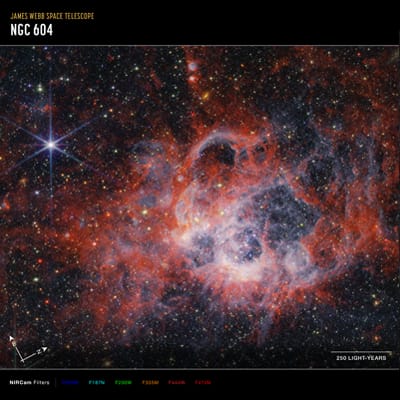 JAMES WEBB SPACE TELESCOPE
NGC 604
N
E
250 LIGHT-YEARS
NIRCam Filters F187N F200W F335M F444W F470N